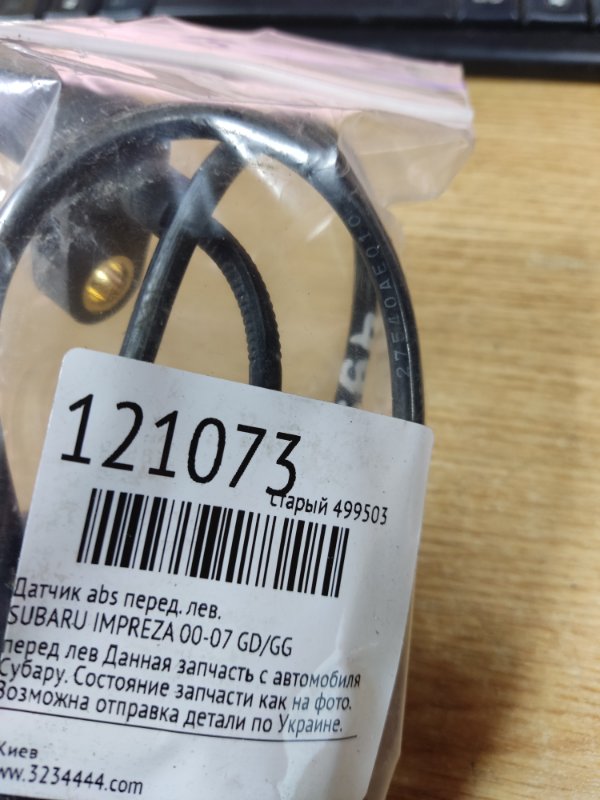 27540AEO10
121073
старый 499503
Датчик abs перед. лев.
SUBARU IMPREZA 00-07 GD/GG
перед лев Данная запчасть с автомобиля
Субару. Состояние запчасти как на фото.
Возможна отправка детали по Украине.
Киев
www.3234444.com